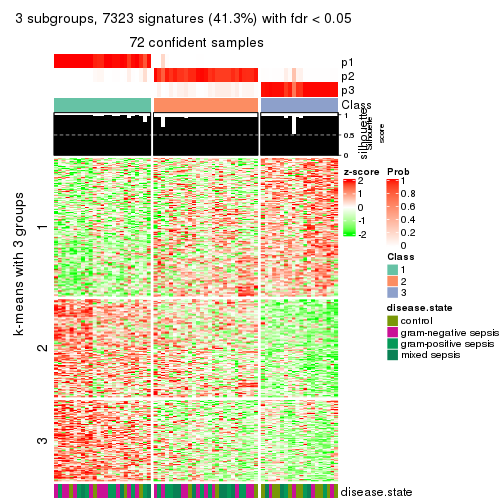 3 subgroups, 7323 signatures (41.3%) with fdr < 0.05
72 confident samples
p1
p2
p3
Class
silhouette
Silhouette
score
1
0.5
0
k-means with 3 groups
1
2
3
z-score
2
1
0
-1
-2
Prob
1
0.8
0.6
0.4
0.2
0
Class
1
2
3
disease.state
control
gram-negative sepsis
gram-positive sepsis
mixed sepsis
disease.state